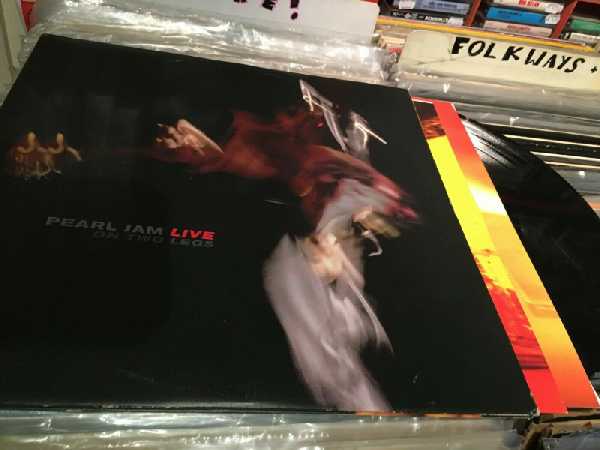 E!
FOLKWAYS +
PEARL JAM LIVE
ON TWO LEGS